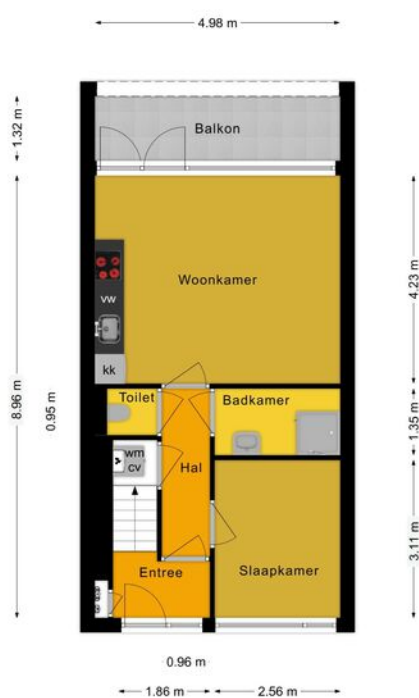 4.98 m
1.32 m
Balkon
Woonkamer
4.23 m
vw
8.96 m
kk
0.95 m
Toilet
Badkamer
1.35 m
wm
cv
Hal
3.11 m
Entree
Slaapkamer
0.96 m
1.86 m
2.56 m